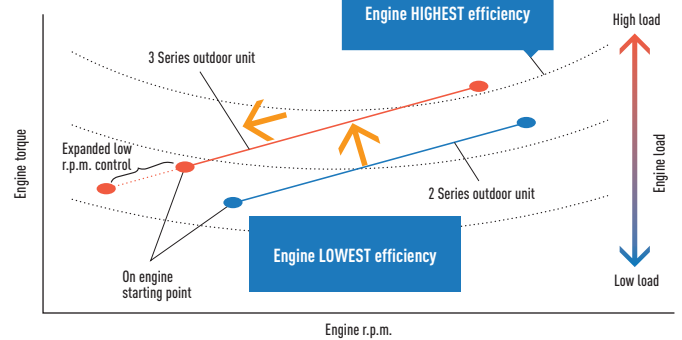 Engine HIGHEST efficiency
High load
3 Series outdoor unit
Expanded low
r.p.m. control
Engine torque
Engine load
2 Series outdoor unit
Engine LOWEST efficiency
On engine
starting point
Low load
Engine r.p.m.